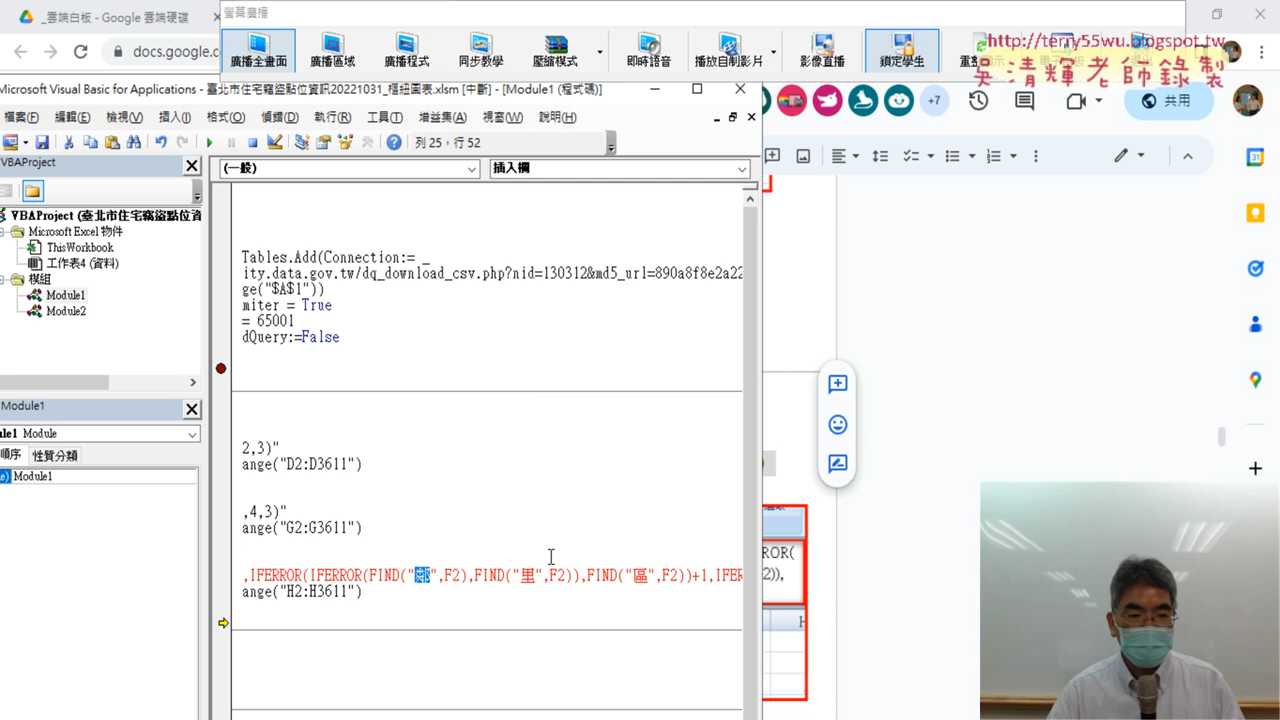 _雲端白板 - Google 雲端硬碟
螢幕廣播
廣播全畫面
廣播區域
廣播程式
同步教學
壓縮模式
即時語音
播放自製影片
影像直播
鎖定學生
http://terry55wu.blogspot.tw
吳清輝老師錄製
docs.google.c
Microsoft Visual Basic for Applications - 臺北市住宅竊盜點位資訊20221031_樞紐圖表.xlsm [中斷] - [Module1 (程式碼)]
+7
共用
檔案(F) 編輯(E) 檢視(V) 插入(I) 格式(O) 偵錯(D) 執行(R) 工具(T) 增益集(A) 視窗(W) 說明(H)
列 25, 行 52
VBAProject
(一般)
插入欄
VBAProject (臺北市住宅竊盜點位資
Microsoft Excel 物件
ThisWorkbook
工作表4 (資料)
模組
Module1
Module2
Tables.Add(Connection:= _
ity.data.gov.tw/dq_download_csv.php?nid=130312&md5_url=890a8f8e2a22
ge("$A$1"))
miter = True
= 65001
dQuery:=False
Module1
ule1 Module
順序 性質分類
Module1
2,3)"
ange("D2:D3611")
,4,3)"
ange("G2:G3611")
,IFERROR(IFERROR(FIND("鄰",F2),FIND("里",F2)),FIND("區",F2))+1,IFER
ange("H2:H3611")
ROR(
2)),
H